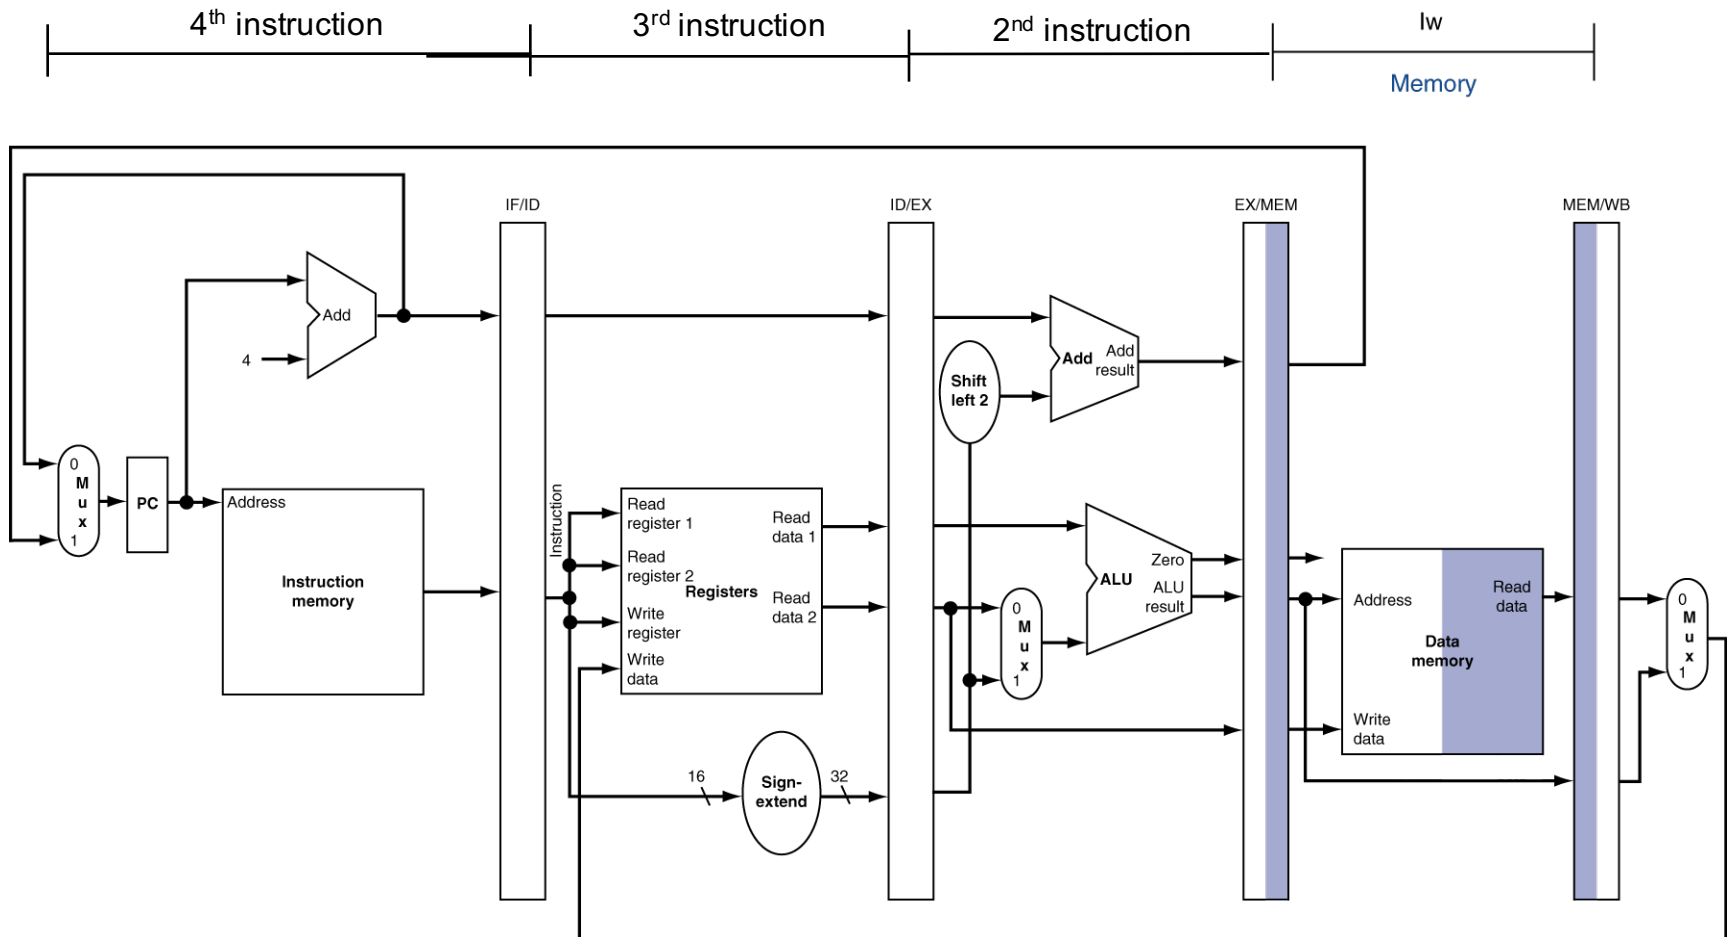 4th instruction
3rd instruction
2nd instruction
lw
Memory
IF/ID
ID/EX
EX/MEM
MEM/WB
Add
4
Shift
left 2
Add
Add
result
0
M
u
x
1
PC
Address
Instruction
memory
Instruction
Read
register 1
Read
register 2
Registers
Write
register
Write
data
Read
data 1
Read
data 2
16
Sign-
extend
32
0
M
u
x
1
Zero
ALU
ALU
result
Address
Read
data
Data
memory
Write
data
0
M
u
x
1